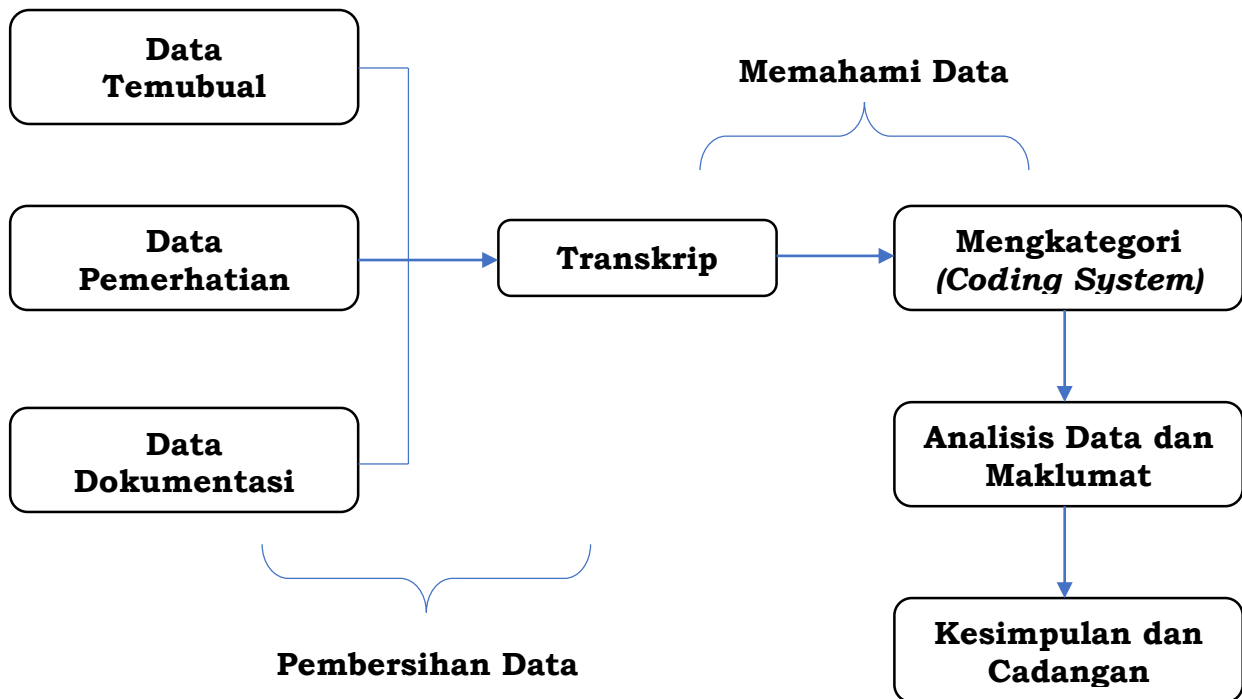 Data
Temubual
Memahami Data
Data
Pemerhatian
Transkrip
Mengkategori
(Coding System)
Data
Dokumentasi
Analisis Data dan
Maklumat
Pembersihan Data
Kesimpulan dan
Cadangan